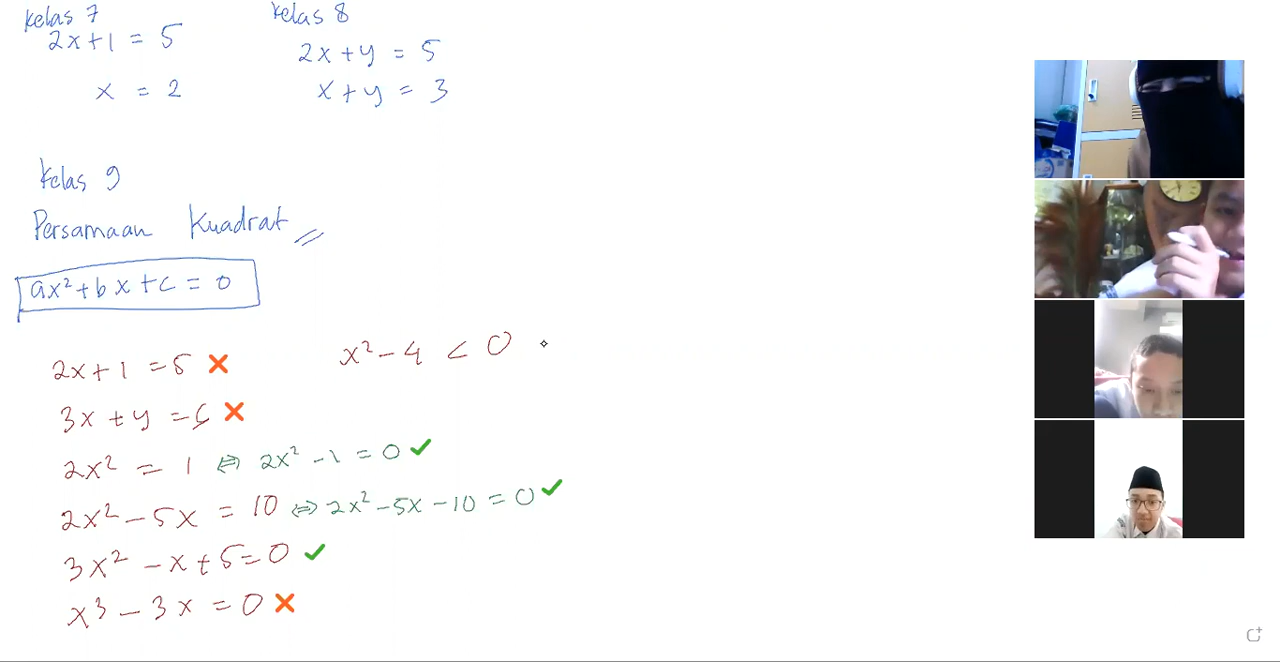 Kelas 7
2x+1 = 5
x = 2
Kelas 8
2x+y = 5
x+y = 3
Kelas 9
Persamaan Kuadrat
ax²+bx+c=0
2x+1=5 ❌
3x+y=5 ❌
2x² = 1 ⇔ 2x²-1=0 ✓
2x²-5x = 10 ⇔ 2x²-5x-10=0 ✓
3x²-x+5=0 ✓
x³-3x=0 ❌
x²-4 < 0